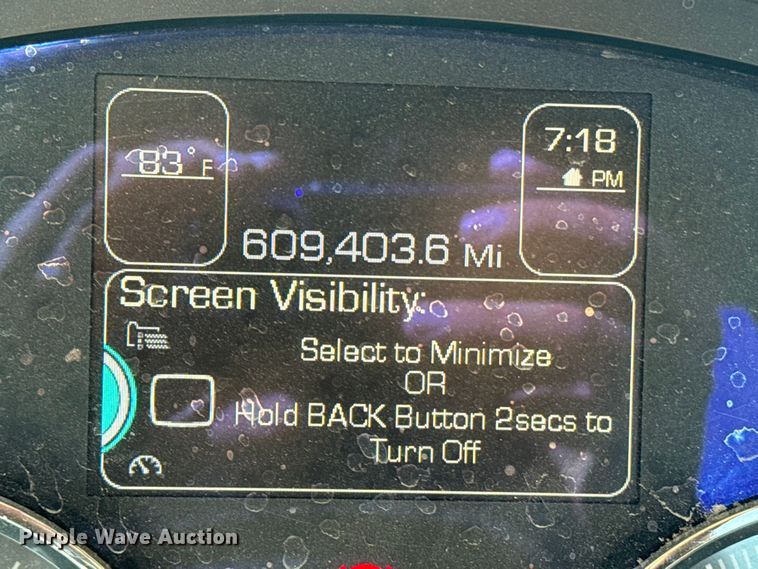 83° F
7:18
PM
609,403.6 Mi
Screen Visibility:
Select to Minimize
OR
Hold BACK Button 2secs to
Turn Off
Purple Wave Auction